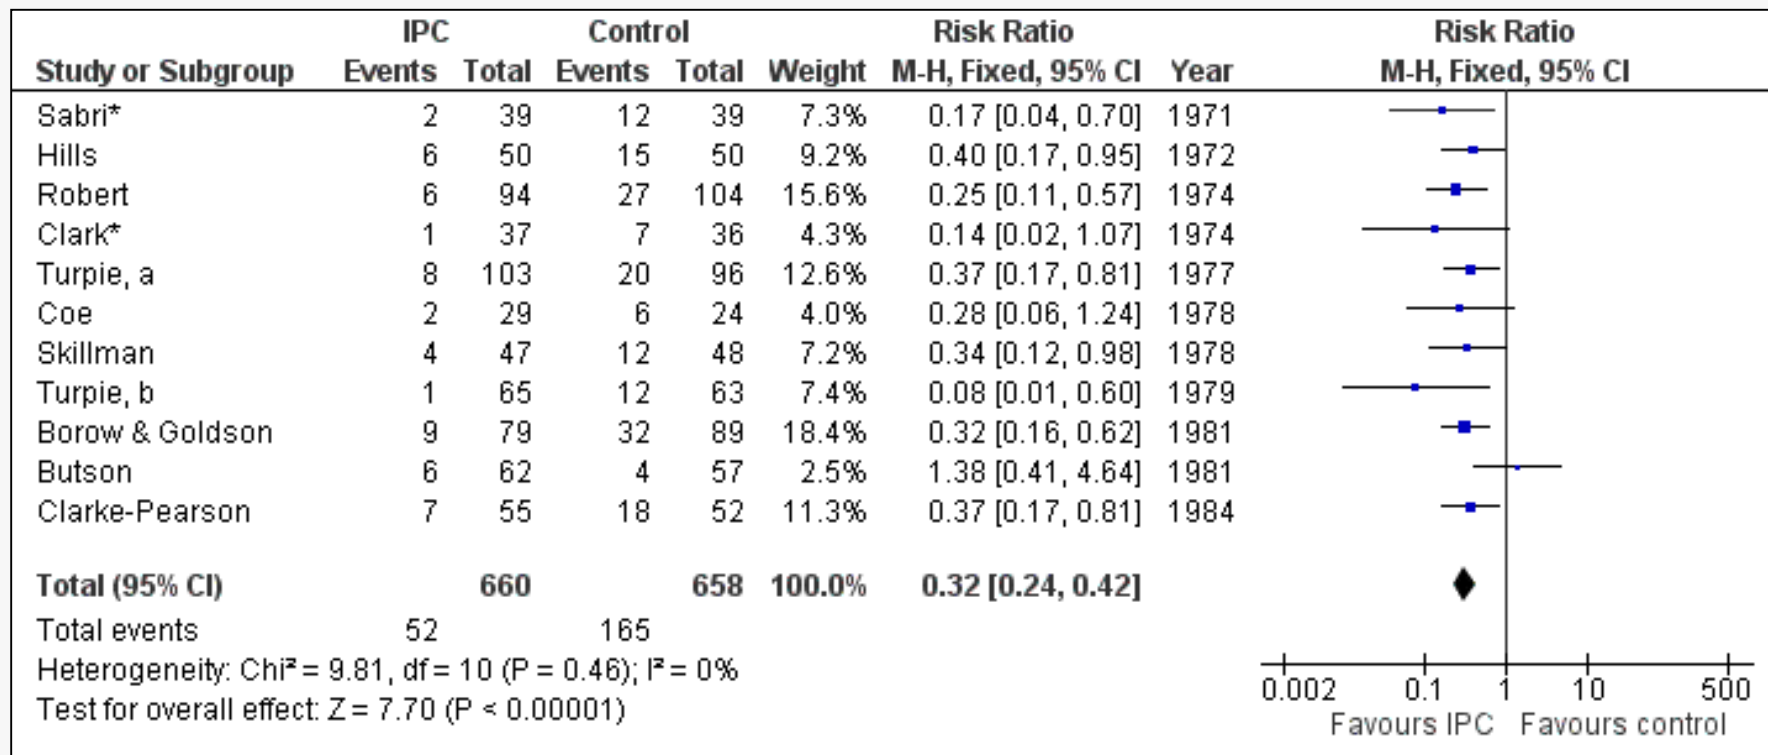 IPC Control Risk Ratio Risk Ratio
Study or Subgroup Events Total Events Total Weight M-H, Fixed, 95% CI Year M-H, Fixed, 95% CI
Sabri* 2 39 12 39 7.3% 0.17 [0.04, 0.70] 1971
Hills 6 50 15 50 9.2% 0.40 [0.17, 0.95] 1972
Robert 6 94 27 104 15.6% 0.25 [0.11, 0.57] 1974
Clark* 1 37 7 36 4.3% 0.14 [0.02, 1.07] 1974
Turpie, a 8 103 20 96 12.6% 0.37 [0.17, 0.81] 1977
Coe 2 29 6 24 4.0% 0.28 [0.06, 1.24] 1978
Skillman 4 47 12 48 7.2% 0.34 [0.12, 0.98] 1978
Turpie, b 1 65 12 63 7.4% 0.08 [0.01, 0.60] 1979
Borow & Goldson 9 79 32 89 18.4% 0.32 [0.16, 0.62] 1981
Butson 6 62 4 57 2.5% 1.38 [0.41, 4.64] 1981
Clarke-Pearson 7 55 18 52 11.3% 0.37 [0.17, 0.81] 1984
Total (95% CI) 660 658 100.0% 0.32 [0.24, 0.42]
Total events 52 165
Heterogeneity: Chi² = 9.81, df = 10 (P = 0.46); I² = 0%
Test for overall effect: Z = 7.70 (P < 0.00001)
0.002 0.1 1 10 500
Favours IPC Favours control